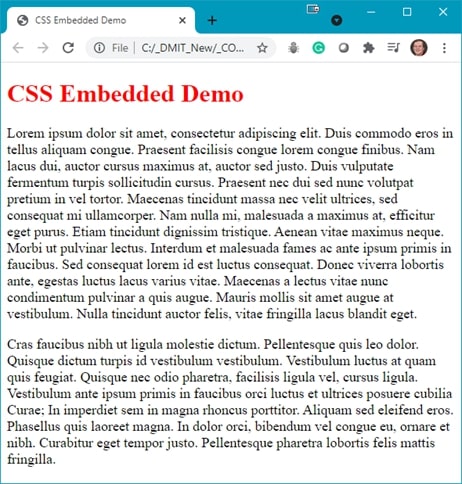 CSS Embedded Demo
File
C:/_DMIT_New/_CO...
CSS Embedded Demo
Lorem ipsum dolor sit amet, consectetur adipiscing elit. Duis commodo eros in
tellus aliquam congue. Praesent facilisis congue lorem congue finibus. Nam
lacus dui, auctor cursus maximus at, auctor sed justo. Duis vulputate
fermentum turpis sollicitudin cursus. Praesent nec dui sed nunc volutpat
pretium in vel tortor. Maecenas tincidunt massa nec velit ultrices, sed
consequat mi ullamcorper. Nam nulla mi, malesuada a maximus at, efficitur
eget purus. Etiam tincidunt dignissim tristique. Aenean vitae maximus neque.
Morbi ut pulvinar lectus. Interdum et malesuada fames ac ante ipsum primis in
faucibus. Sed consequat lorem id est luctus consequat. Donec viverra lobortis
ante, egestas luctus lacus varius vitae. Maecenas a lectus vitae nunc
condimentum pulvinar a quis augue. Mauris mollis sit amet augue at
vestibulum. Nulla tincidunt auctor felis, vitae fringilla lacus blandit eget.
Cras faucibus nibh ut ligula molestie dictum. Pellentesque quis leo dolor.
Quisque dictum turpis id vestibulum vestibulum. Vestibulum luctus at quam
quis feugiat. Quisque nec odio pharetra, facilisis ligula vel, cursus ligula.
Vestibulum ante ipsum primis in faucibus orci luctus et ultrices posuere cubilia
Curae; In imperdiet sem in magna rhoncus porttitor. Aliquam sed eleifend eros.
Phasellus quis laoreet magna. In dolor orci, bibendum vel congue eu, ornare et
nibh. Curabitur eget tempor justo. Pellentesque pharetra lobortis felis mattis
fringilla.